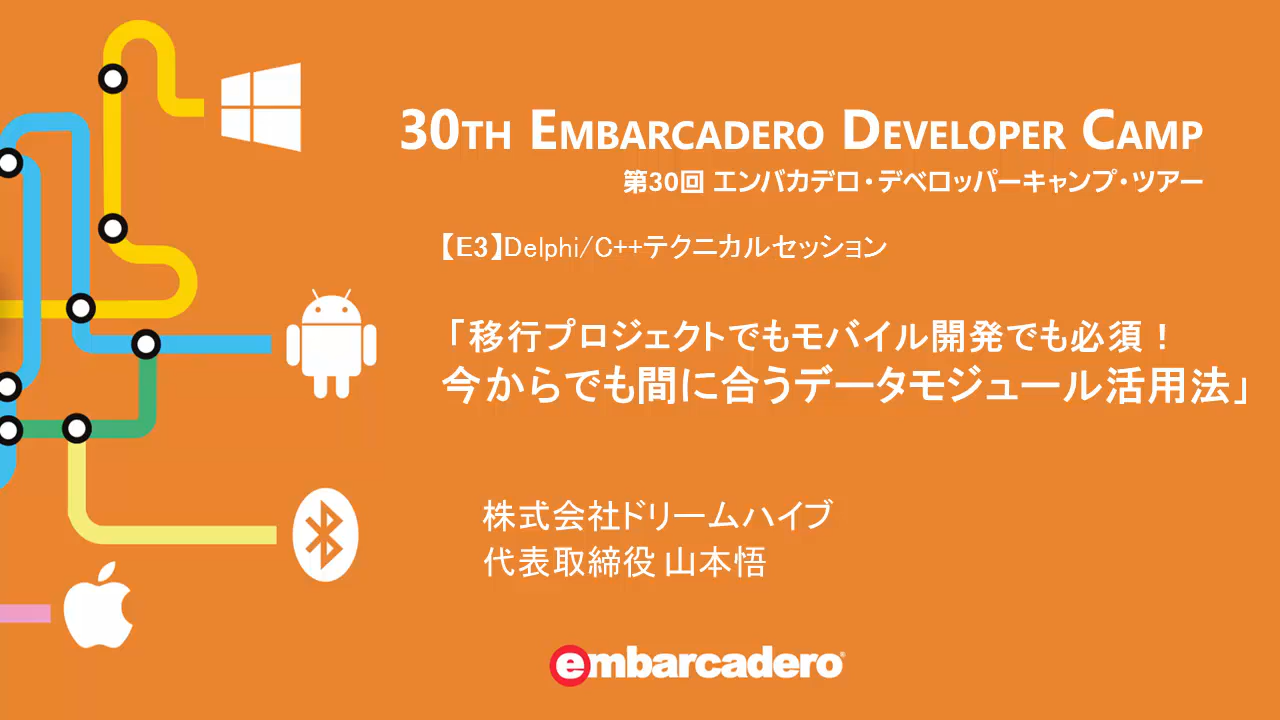 30TH EMBARCADERO DEVELOPER CAMP
第30回 エンバカデロ・デベロッパーキャンプ・ツアー
【E3】Delphi/C++テクニカルセッション
「移行プロジェクトでもモバイル開発でも必須！
今からでも間に合うデータモジュール活用法」
株式会社ドリームハイブ
代表取締役 山本悟
embarcadero®